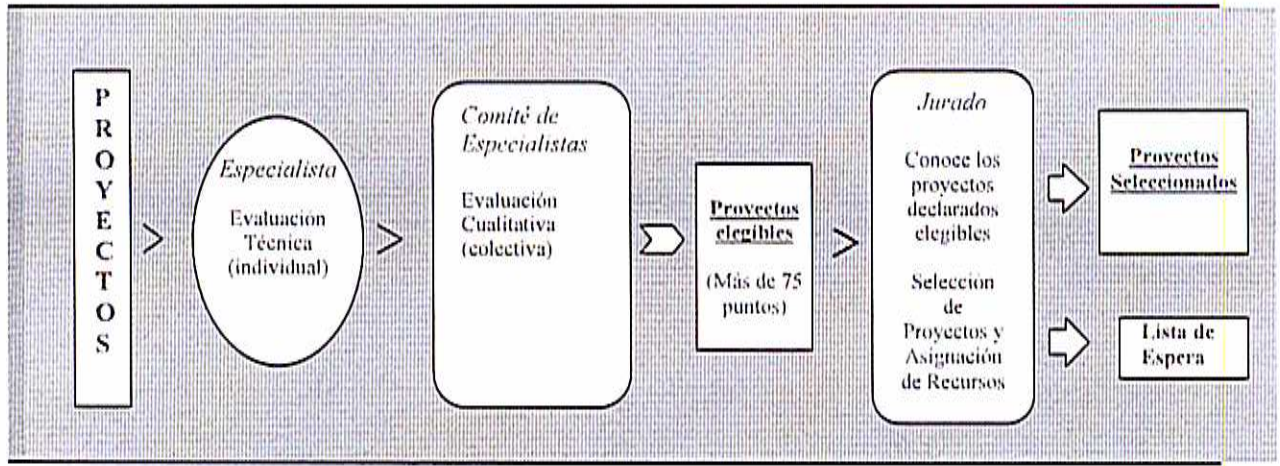 PROYECTOS
Especialista
Evaluación
Técnica
(individual)
Comité de
Especialistas
Evaluación
Cualitativa
(colectiva)
Proyectos
elegibles
(Más de 75
puntos)
Jurado
Conoce los
proyectos
declarados
elegibles
Selección
de
Proyectos y
Asignación
de Recursos
Proyectos
Seleccionados
Lista de
Espera